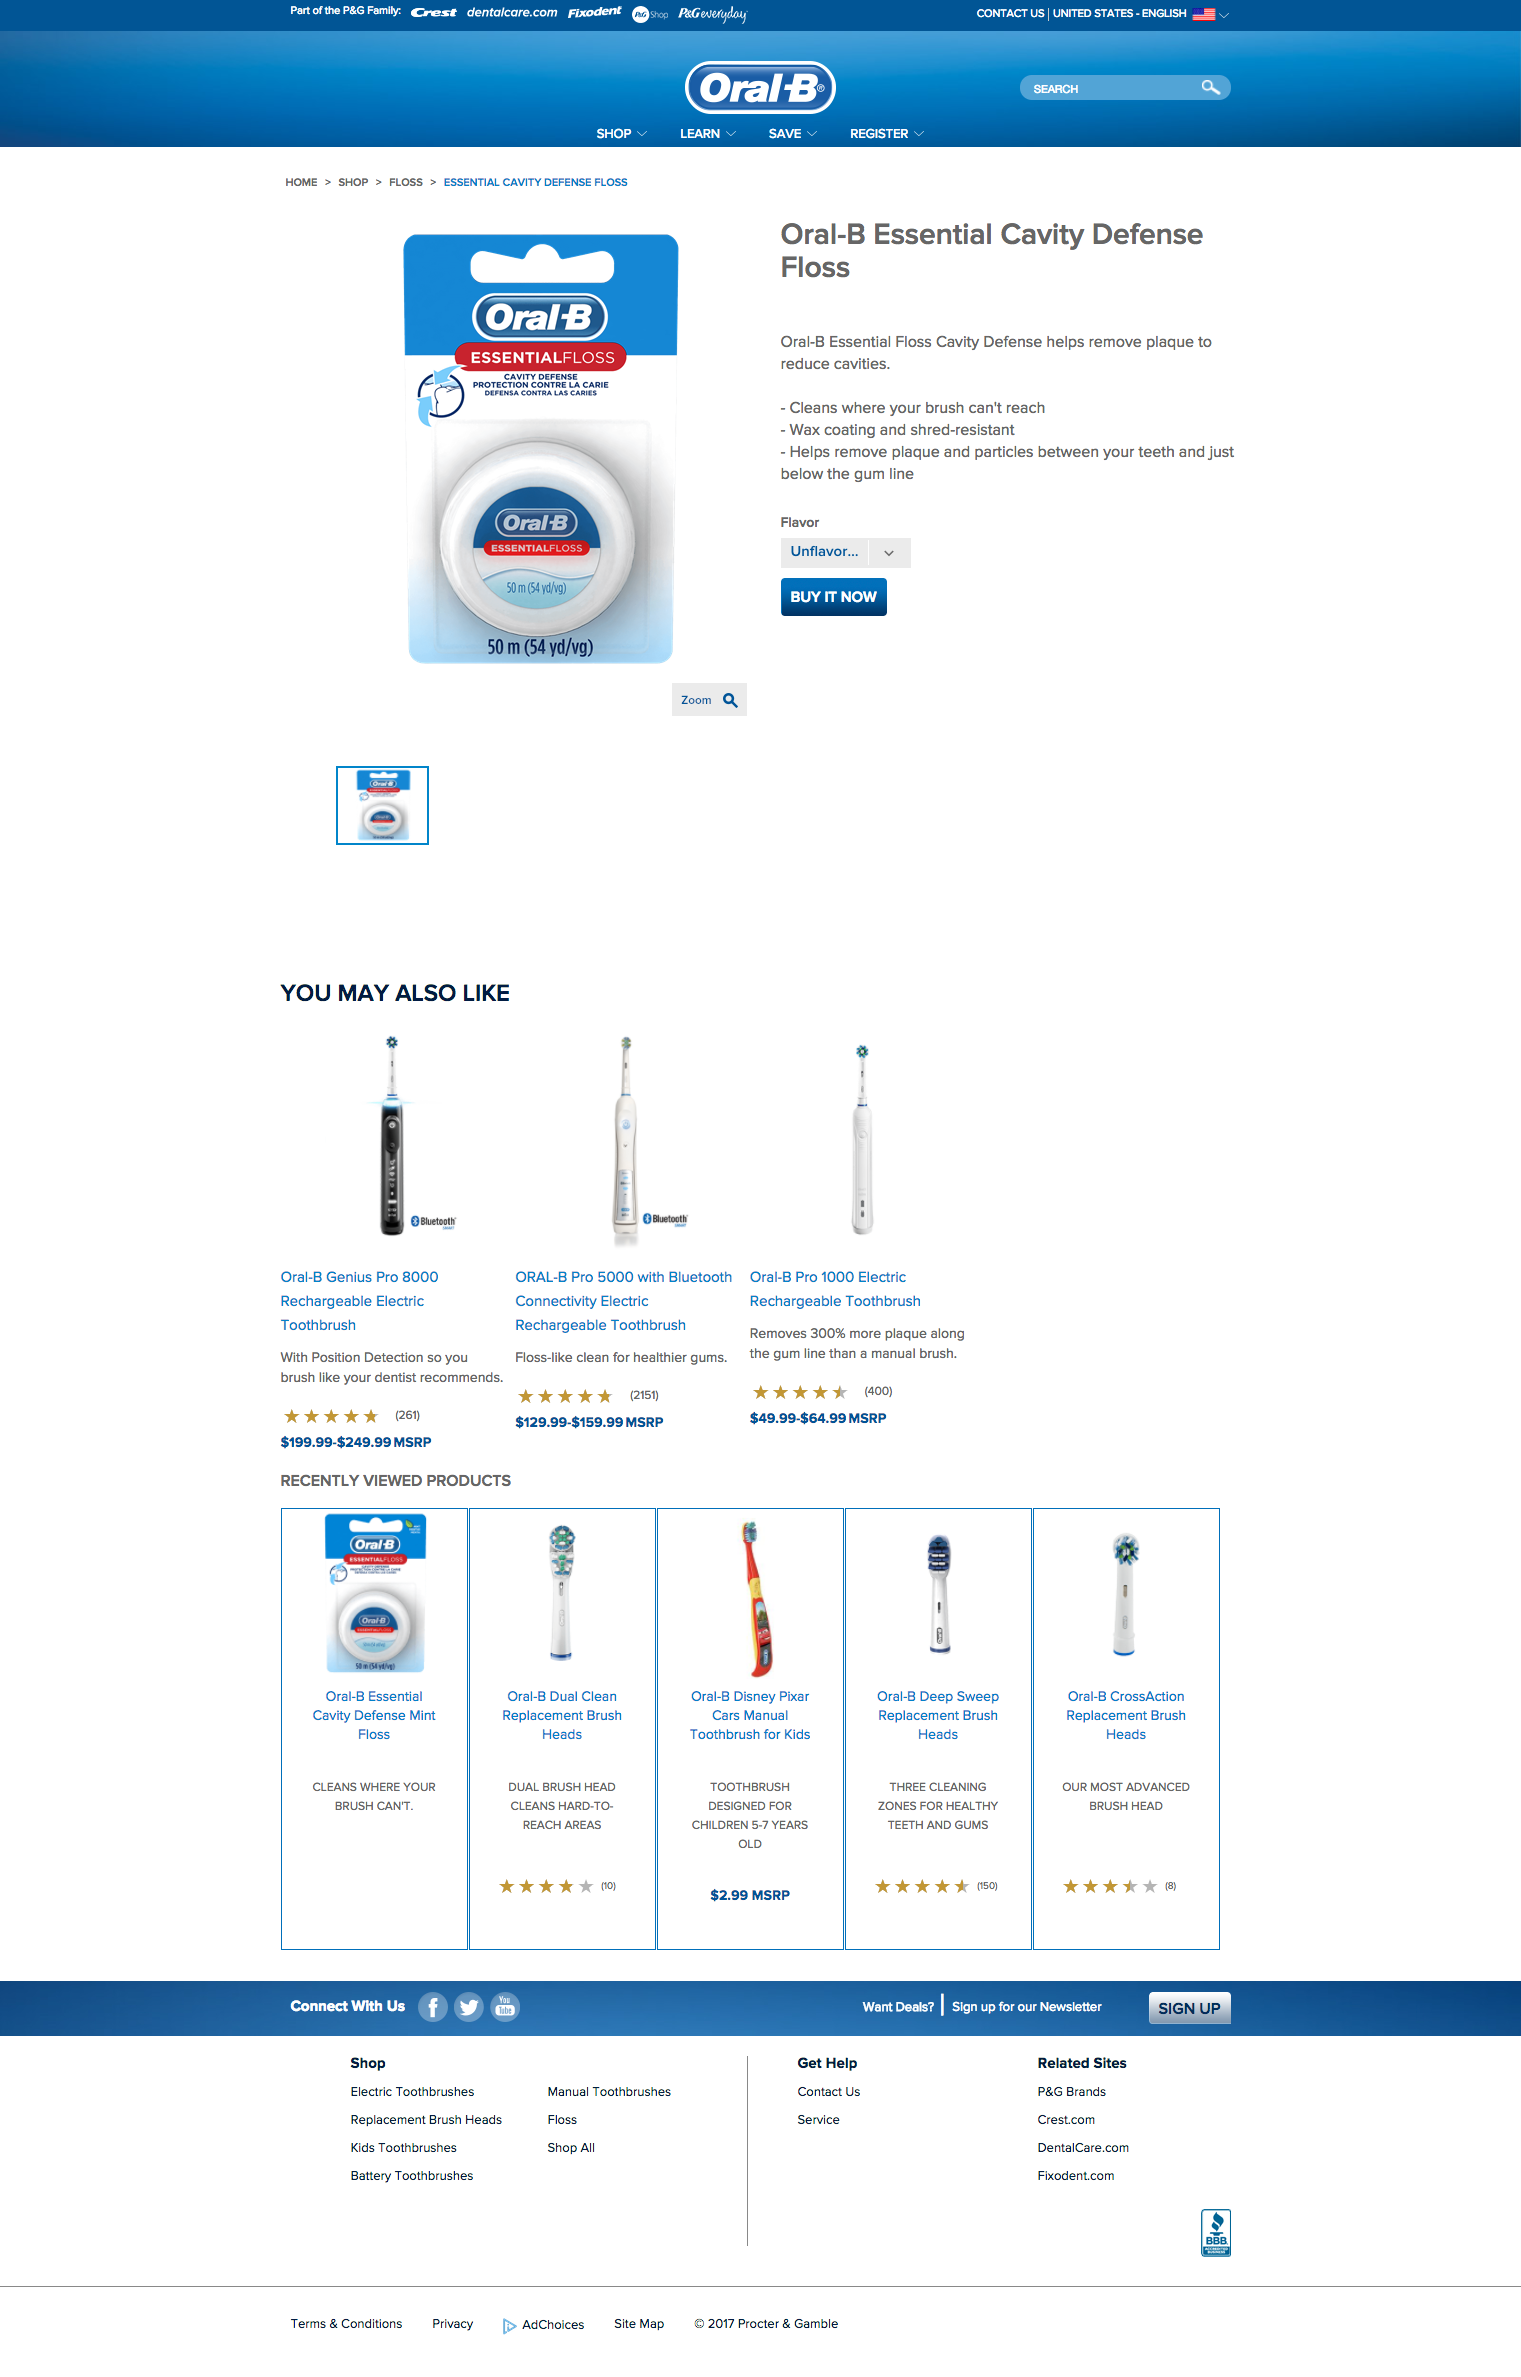 Part of the P&G Family: Crest dentalcare.com Fixodent P&G Shop P&G everyday
CONTACT US | UNITED STATES - ENGLISH
Oral-B
SEARCH
SHOP LEARN SAVE REGISTER
HOME > SHOP > FLOSS > ESSENTIAL CAVITY DEFENSE FLOSS
Oral-B
ESSENTIALFLOSS
CAVITY DEFENSE
PROTECTION CONTRE LA CARIE
DEFENSA CONTRA LAS CARIES
Oral-B
ESSENTIALFLOSS
50 m (54 yd/vg)
50 m (54 yd/vg)
Zoom
Oral-B Essential Cavity Defense
Floss
Oral-B Essential Floss Cavity Defense helps remove plaque to
reduce cavities.
- Cleans where your brush can't reach
- Wax coating and shred-resistant
- Helps remove plaque and particles between your teeth and just
below the gum line
Flavor
Unflavor...
BUY IT NOW
YOU MAY ALSO LIKE
Bluetooth
Oral-B Genius Pro 8000
Rechargeable Electric
Toothbrush
With Position Detection so you
brush like your dentist recommends.
(261)
$199.99-$249.99 MSRP
Bluetooth
ORAL-B Pro 5000 with Bluetooth
Connectivity Electric
Rechargeable Toothbrush
Floss-like clean for healthier gums.
(2151)
$129.99-$159.99 MSRP
Oral-B Pro 1000 Electric
Rechargeable Toothbrush
Removes 300% more plaque along
the gum line than a manual brush.
(400)
$49.99-$64.99 MSRP
RECENTLY VIEWED PRODUCTS
Oral-B
ESSENTIALFLOSS
Oral-B
50 m (54 yd/vg)
Oral-B Essential
Cavity Defense Mint
Floss
CLEANS WHERE YOUR
BRUSH CAN'T.
Oral-B Dual Clean
Replacement Brush
Heads
DUAL BRUSH HEAD
CLEANS HARD-TO-
REACH AREAS
(10)
Oral-B Disney Pixar
Cars Manual
Toothbrush for Kids
TOOTHBRUSH
DESIGNED FOR
CHILDREN 5-7 YEARS
OLD
$2.99 MSRP
Oral-B Deep Sweep
Replacement Brush
Heads
THREE CLEANING
ZONES FOR HEALTHY
TEETH AND GUMS
(150)
Oral-B CrossAction
Replacement Brush
Heads
OUR MOST ADVANCED
BRUSH HEAD
(8)
Connect With Us
You Tube
Want Deals? | Sign up for our Newsletter
SIGN UP
Shop
Electric Toothbrushes
Replacement Brush Heads
Kids Toothbrushes
Battery Toothbrushes
Manual Toothbrushes
Floss
Shop All
Get Help
Contact Us
Service
Related Sites
P&G Brands
Crest.com
DentalCare.com
Fixodent.com
BBB
Terms & Conditions Privacy AdChoices Site Map © 2017 Procter & Gamble